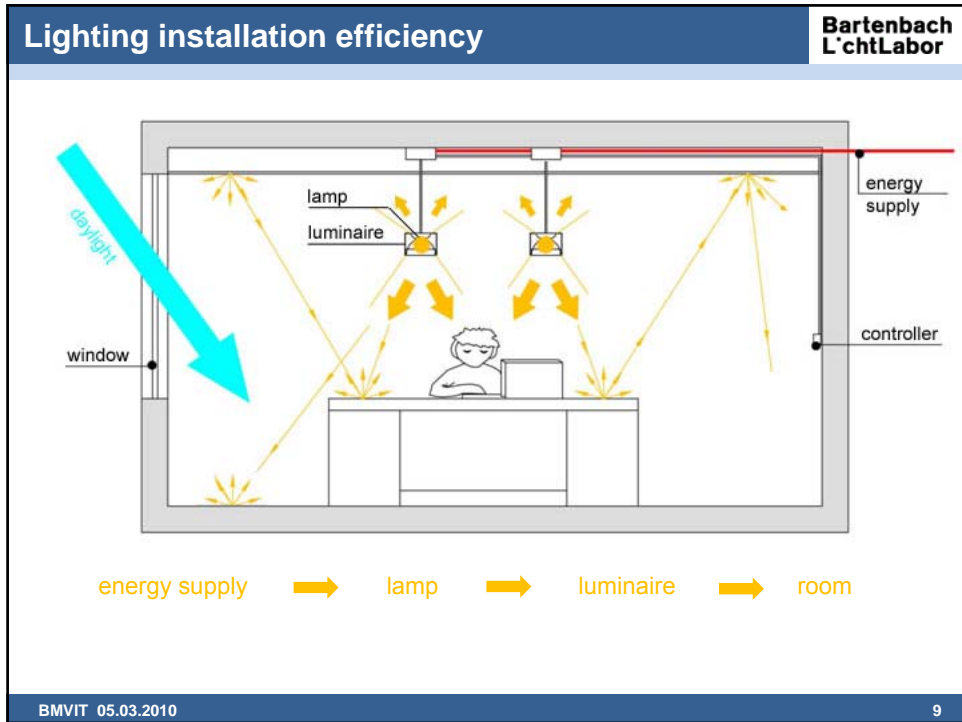 Lighting installation efficiency
Bartenbach
L'chtLabor
daylight
lamp
luminaire
energy
supply
window
controller
energy supply
lamp
luminaire
room
BMVIT 05.03.2010
9